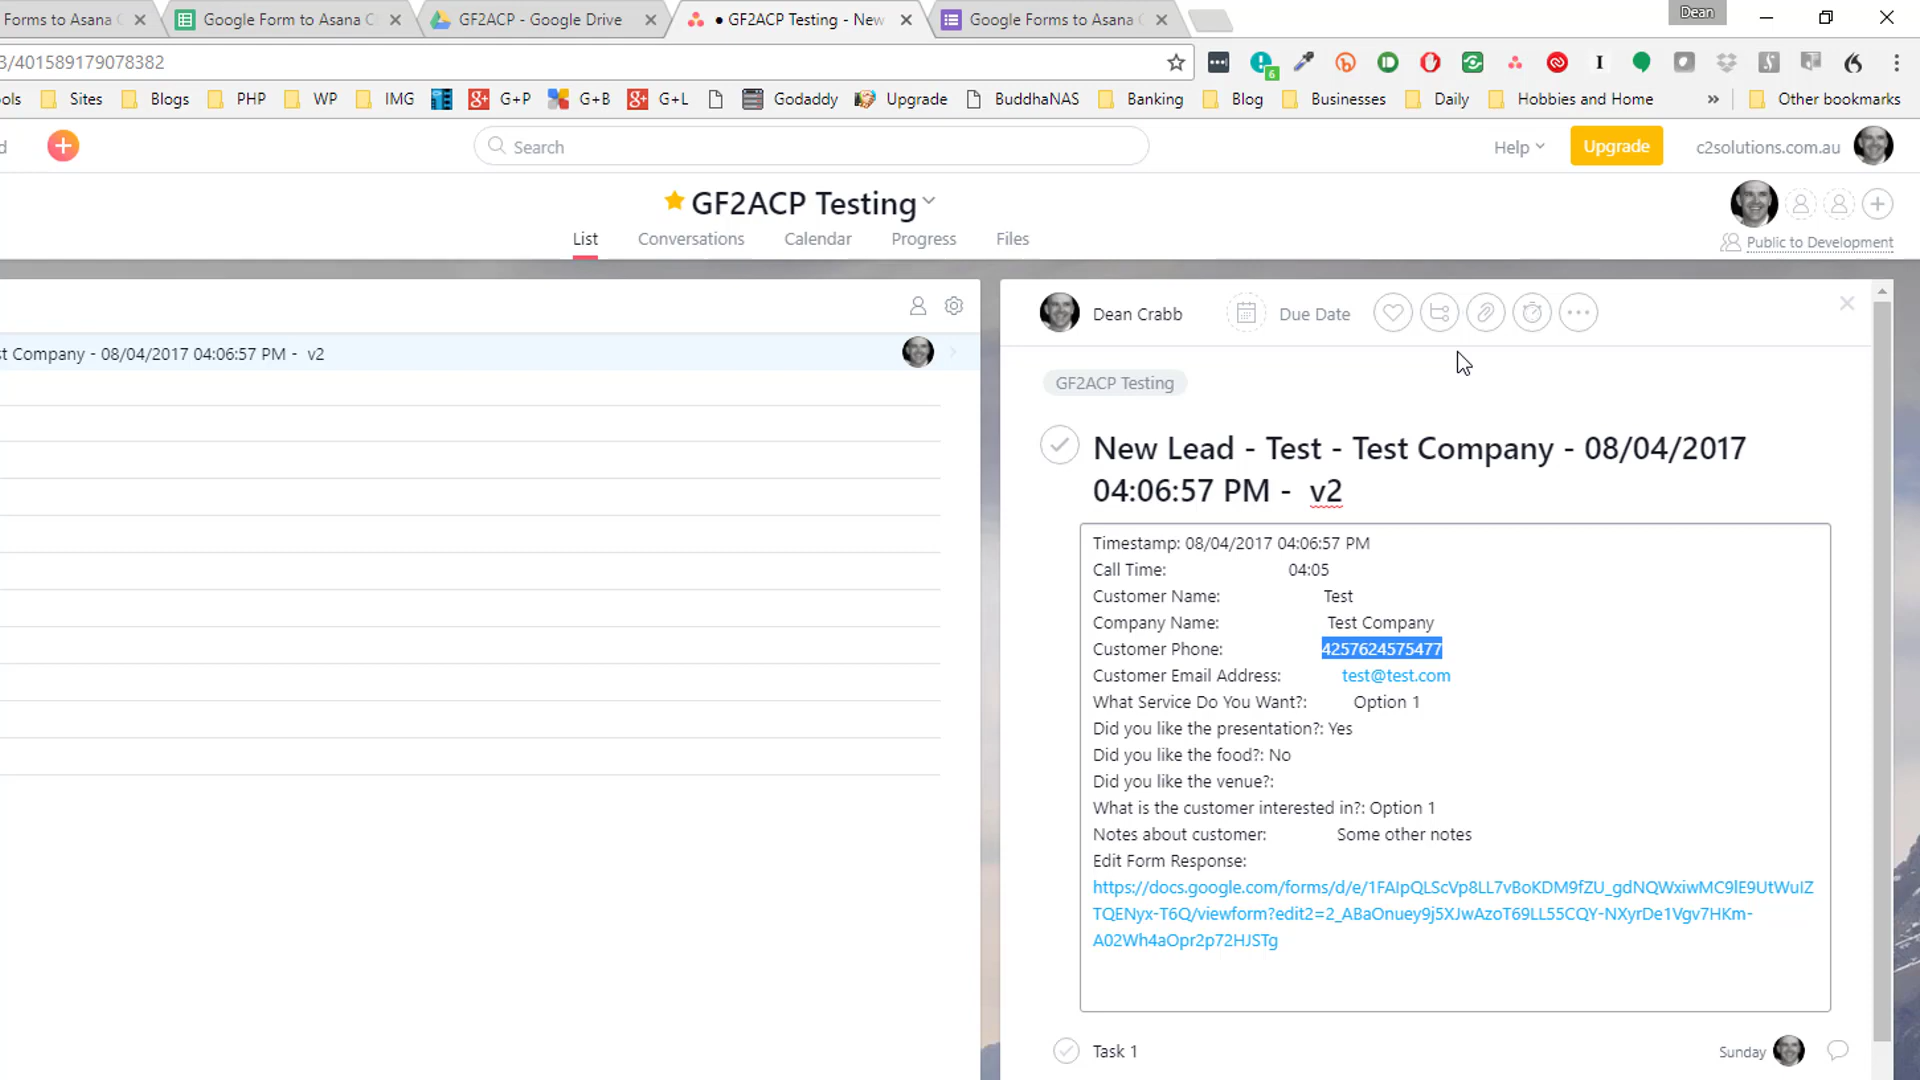 Forms to Asana C
Google Form to Asana C
GF2ACP - Google Drive
• GF2ACP Testing - New
Google Forms to Asana C
Dean
3/401589179078382
6
ols
Sites
Blogs
PHP
WP
IMG
G+P
G+B
G+L
Godaddy
Upgrade
BuddhaNAS
Banking
Blog
Businesses
Daily
Hobbies and Home
»
Other bookmarks
d
Search
Help
Upgrade
c2solutions.com.au
GF2ACP Testing
List
Conversations
Calendar
Progress
Files
Public to Development
st Company - 08/04/2017 04:06:57 PM - v2
Dean Crabb
Due Date
GF2ACP Testing
New Lead - Test - Test Company - 08/04/2017
04:06:57 PM - v2
Timestamp: 08/04/2017 04:06:57 PM
Call Time: 04:05
Customer Name: Test
Company Name: Test Company
Customer Phone: 4257624575477
Customer Email Address: test@test.com
What Service Do You Want?: Option 1
Did you like the presentation?: Yes
Did you like the food?: No
Did you like the venue?:
What is the customer interested in?: Option 1
Notes about customer: Some other notes
Edit Form Response:
https://docs.google.com/forms/d/e/1FAIpQLScVp8LL7vBoKDM9fZU_gdNQWxiwMC9lE9UtWuIZ
TQENyx-T6Q/viewform?edit2=2_ABaOnuey9j5XJwAzoT69LL55CQY-NXyrDe1Vgv7HKm-
A02Wh4aOpr2p72HJSTg
Task 1
Sunday